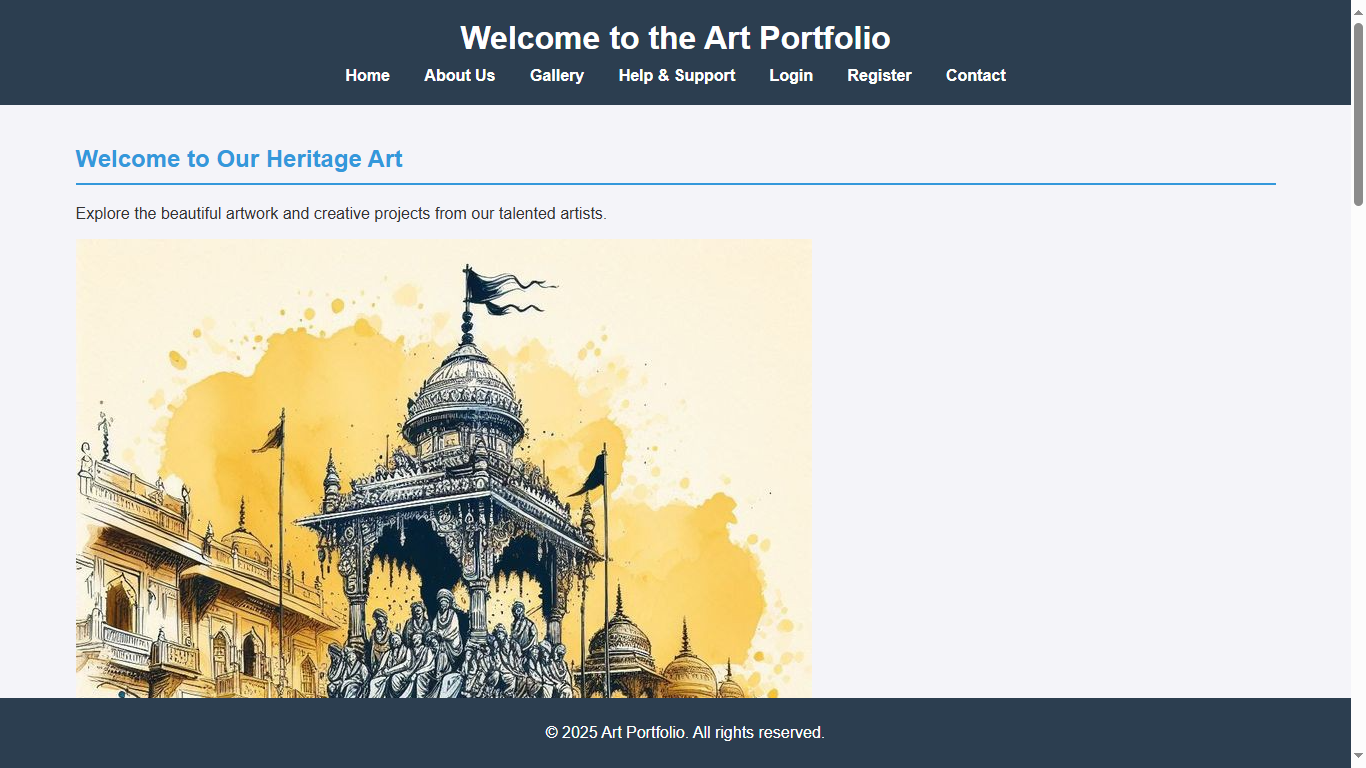 Welcome to the Art Portfolio
Home About Us Gallery Help & Support Login Register Contact
Welcome to Our Heritage Art
Explore the beautiful artwork and creative projects from our talented artists.
© 2025 Art Portfolio. All rights reserved.